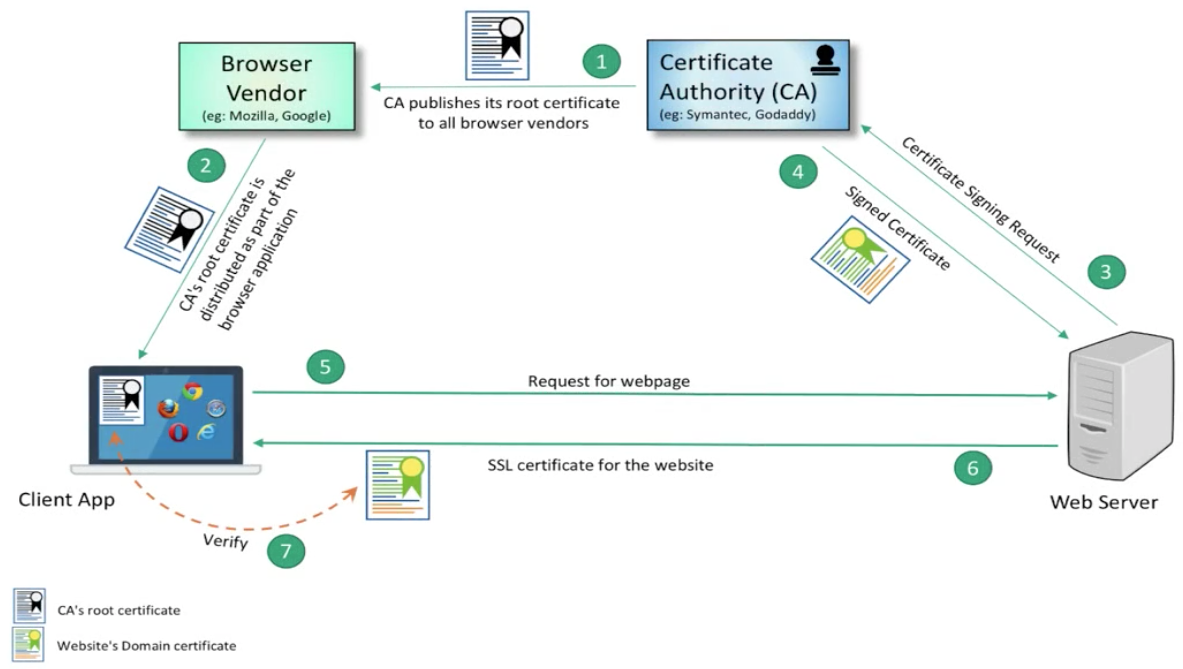 Browser
Vendor
(eg: Mozilla, Google)
1
CA publishes its root certificate
to all browser vendors
Certificate
Authority (CA)
(eg: Symantec, Godaddy)
2
CA's root certificate is
distributed as part of the
browser application
4
Signed Certificate
Certificate Signing Request
3
5
Request for webpage
SSL certificate for the website
6
Client App
Web Server
Verify
7
CA's root certificate
Website's Domain certificate